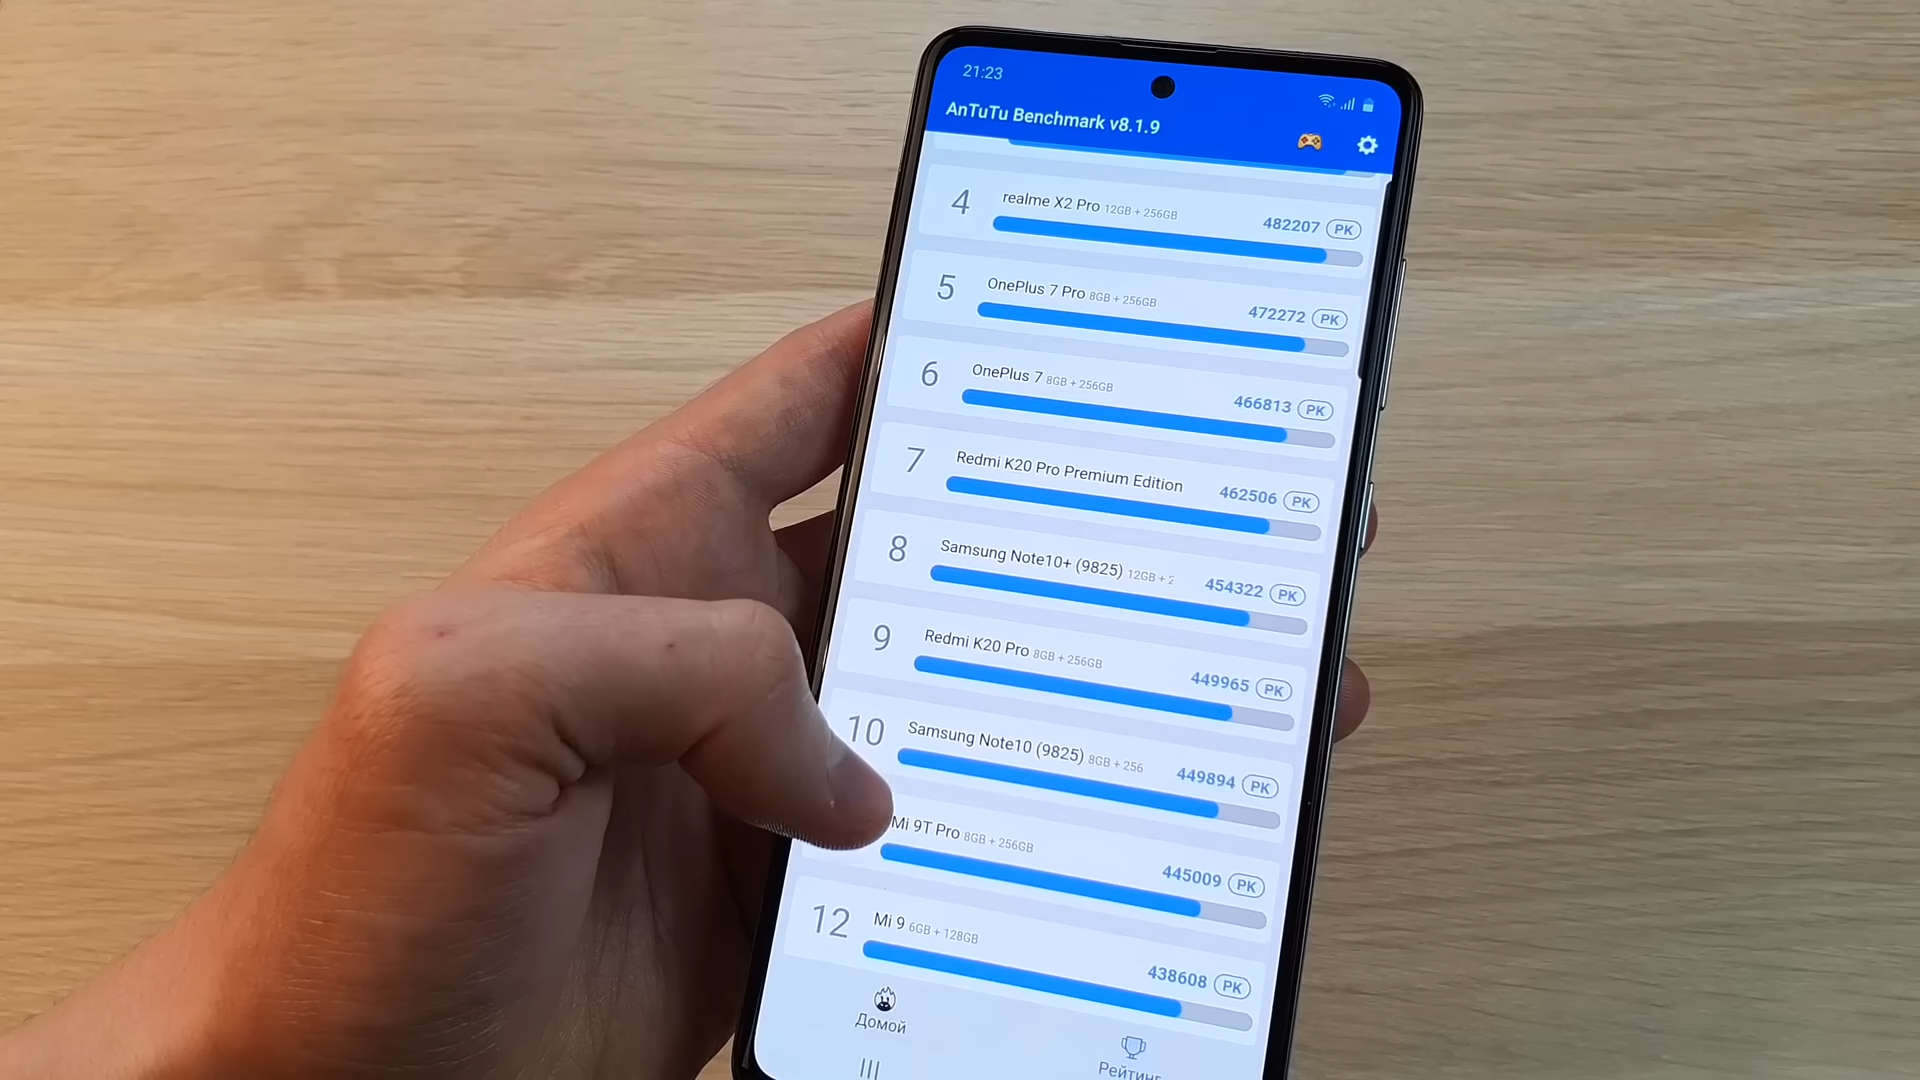 21:23
AnTuTu Benchmark v8.1.9
4 realme X2 Pro 12GB + 256GB 482207 PK
5 OnePlus 7 Pro 8GB + 256GB 472272 PK
6 OnePlus 7 8GB + 256GB 466813 PK
7 Redmi K20 Pro Premium Edition 462506 PK
8 Samsung Note10+ (9825) 12GB + 2 454322 PK
9 Redmi K20 Pro 8GB + 256GB 449965 PK
10 Samsung Note10 (9825) 8GB + 256 449894 PK
Mi 9T Pro 8GB + 256GB 445009 PK
12 Mi 9 6GB + 128GB 438608 PK
Домой
Рейтинг